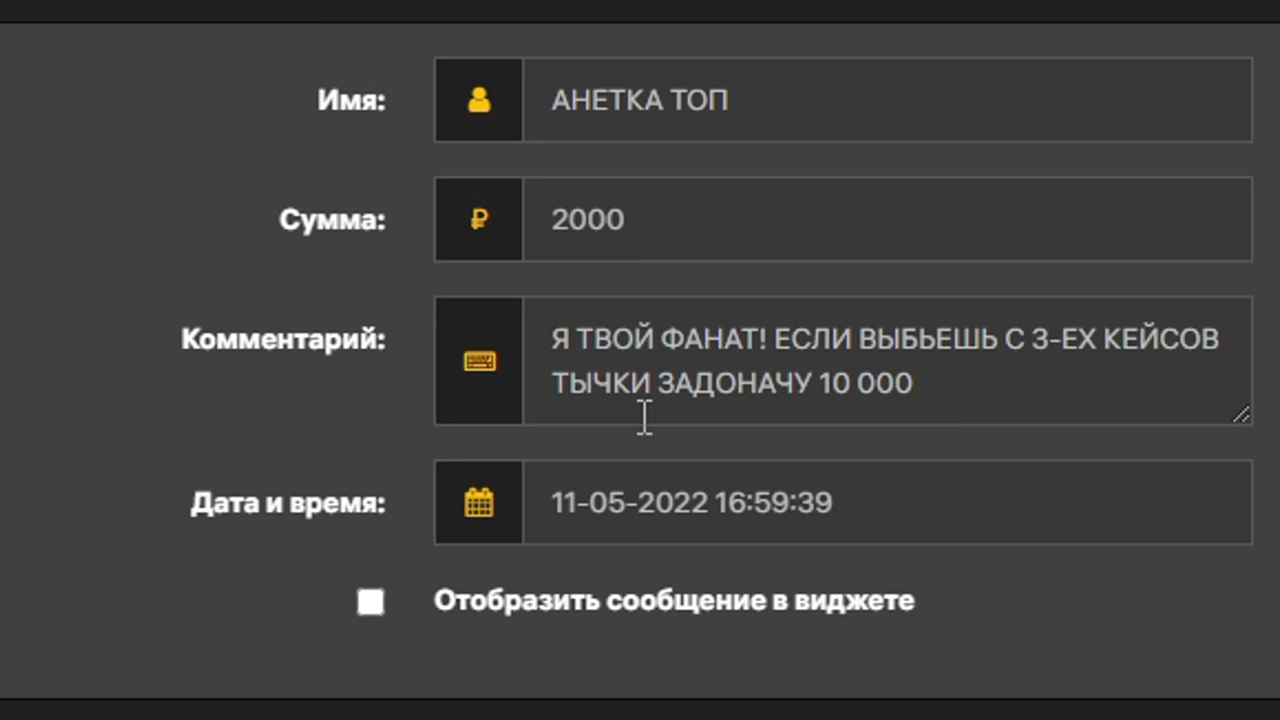 Имя:
АНЕТКА ТОП
Сумма:
2000
Комментарий:
Я ТВОЙ ФАНАТ! ЕСЛИ ВЫБЬЕШЬ С 3-ЕХ КЕЙСОВ
ТЫЧКИ ЗАДОНАЧУ 10 000
Дата и время:
11-05-2022 16:59:39
Отобразить сообщение в виджете